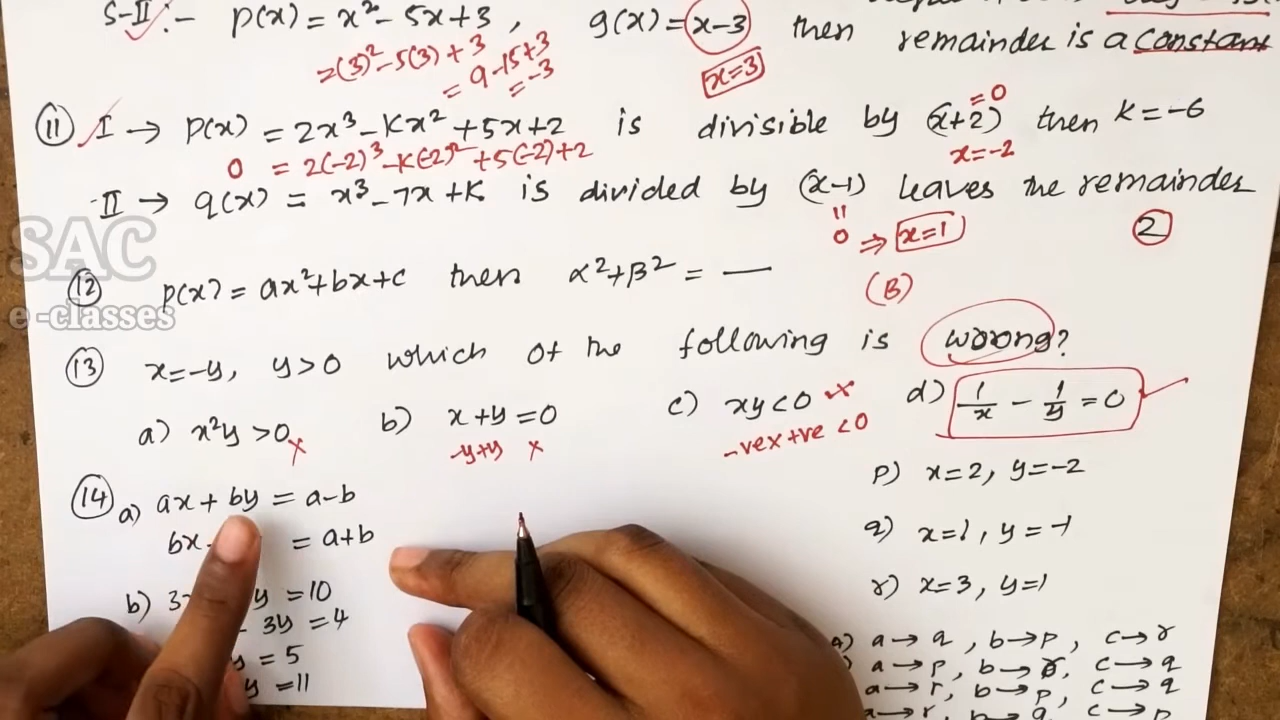 S-II :- p(x) = x² - 5x + 3 , g(x) = x-3 then remainder is a constant
= (3)² - 5(3) + 3
= 9 - 15 + 3
= -3
x=3
(11) I → p(x) = 2x³ - Kx² + 5x + 2 is divisible by (x+2) then K = -6
= 0
0 = 2(-2)³ - K(-2)² + 5(-2) + 2
x = -2
II → q(x) = x³ - 7x + K is divided by (x-1) leaves the remainder
2
0 ⇒ x=1
(12) p(x) = ax² + bx + c then α² + β² = —
(B)
SAC
e-classes
(13) x = -y, y > 0 which of the following is wrong?
a) x²y > 0 x b) x + y = 0 c) xy < 0 x d) 1/x - 1/y = 0
-y+y x
-ve x +ve < 0
(14) a) ax + by = a - b
bx = a + b
p) x = 2, y = -2
q) x = 1, y = -1
b) 3 y = 10
- 3y = 4
r) x = 3, y = 1
y = 5
y = 11
a → q , b → p , c → r
a → p , b → r , c → q
a → r , b → p , c → q
a → r , b → q , c → p